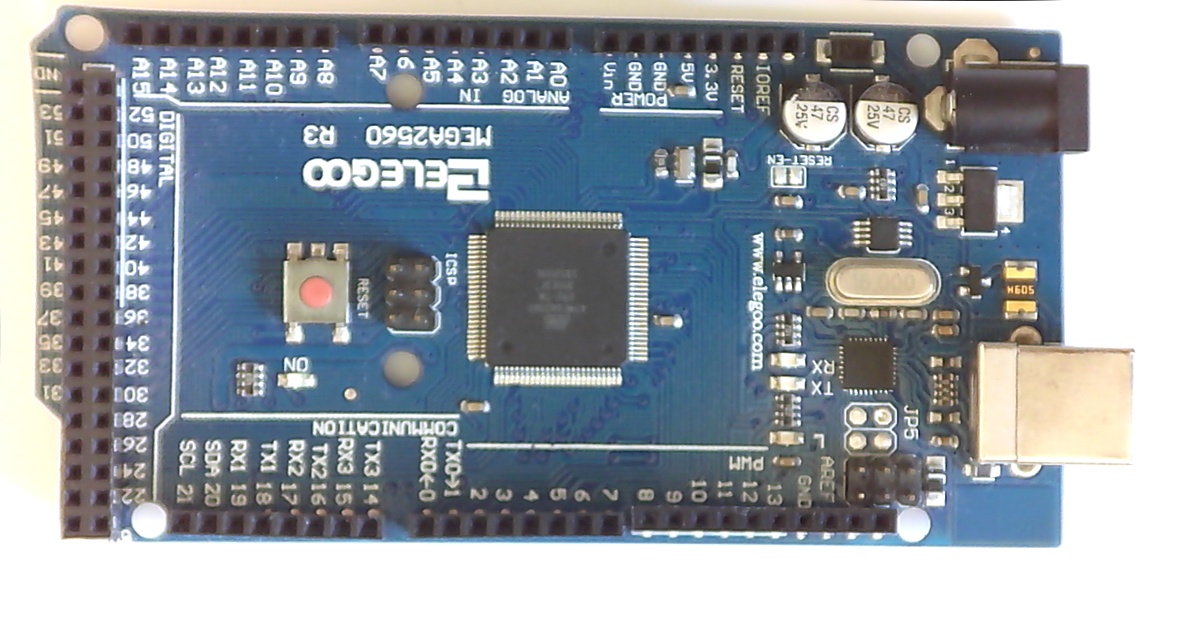 MEGA2560 R3
ELEGOO
www.elegoo.com
IOREF
RESET
3.3V
5V
GND
GND
Vin
POWER
ANALOG IN
A0
A1
A2
A3
A4
A5
6
A7
A8
A9
A10
A11
A12
A13
A14
A15
RESET-EN
CS
47
25V
CS
47
25V
ICSP
RESET
ON
RX
TX
L
JP5
DIGITAL
52
50
48
46
44
42
40
38
36
34
32
30
28
26
24
22
53
51
49
47
45
43
41
39
37
35
33
31
ND
COMMUNICATION
SCL 21
SDA 20
RX1 19
TX1 18
RX2 17
TX2 16
RX3 15
TX3 14
RX0←0
TX0→1
2
3
4
5
6
7
8
9
10
11
12
13
GND
AREF
PWM